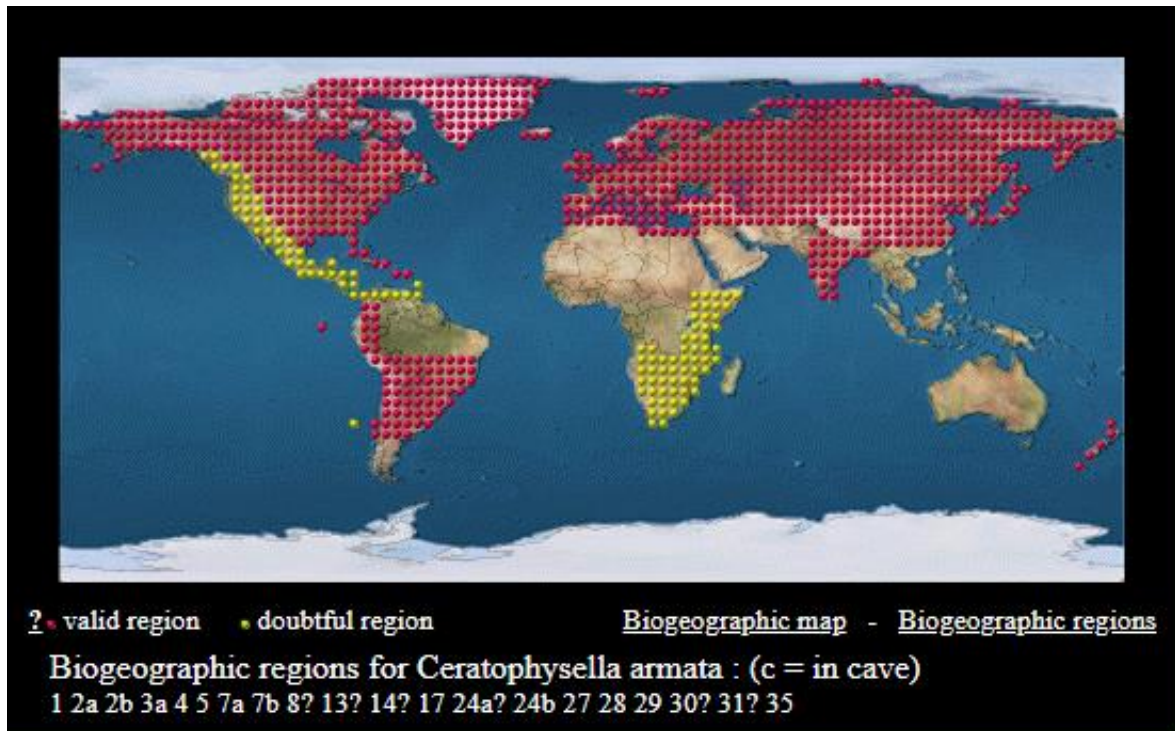 ? valid region doubtful region Biogeographic map - Biogeographic regions
Biogeographic regions for Ceratophysella armata : (c = in cave)
1 2a 2b 3a 4 5 7a 7b 8? 13? 14? 17 24a? 24b 27 28 29 30? 31? 35